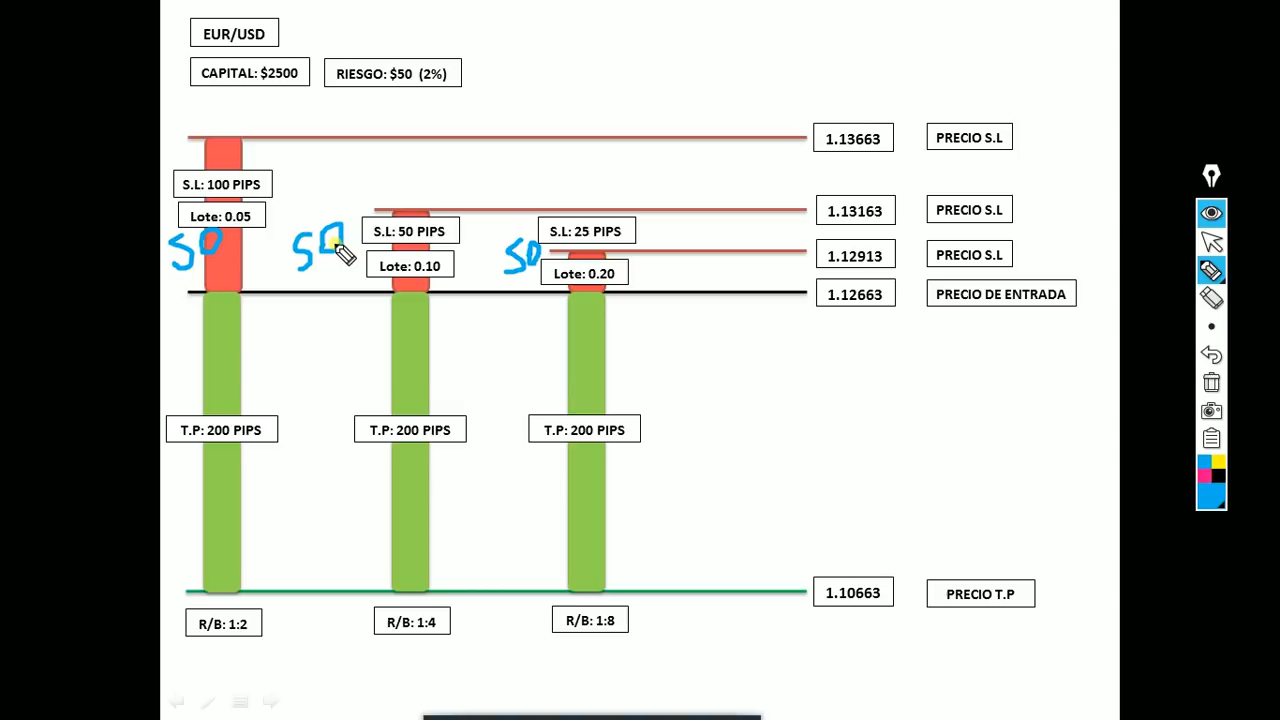 EUR/USD
CAPITAL: $2500
RIESGO: $50 (2%)
1.13663
PRECIO S.L
S.L: 100 PIPS
Lote: 0.05
50
1.13163
PRECIO S.L
S.L: 50 PIPS
Lote: 0.10
50
S.L: 25 PIPS
Lote: 0.20
50
1.12913
PRECIO S.L
1.12663
PRECIO DE ENTRADA
T.P: 200 PIPS
T.P: 200 PIPS
T.P: 200 PIPS
1.10663
PRECIO T.P
R/B: 1:2
R/B: 1:4
R/B: 1:8